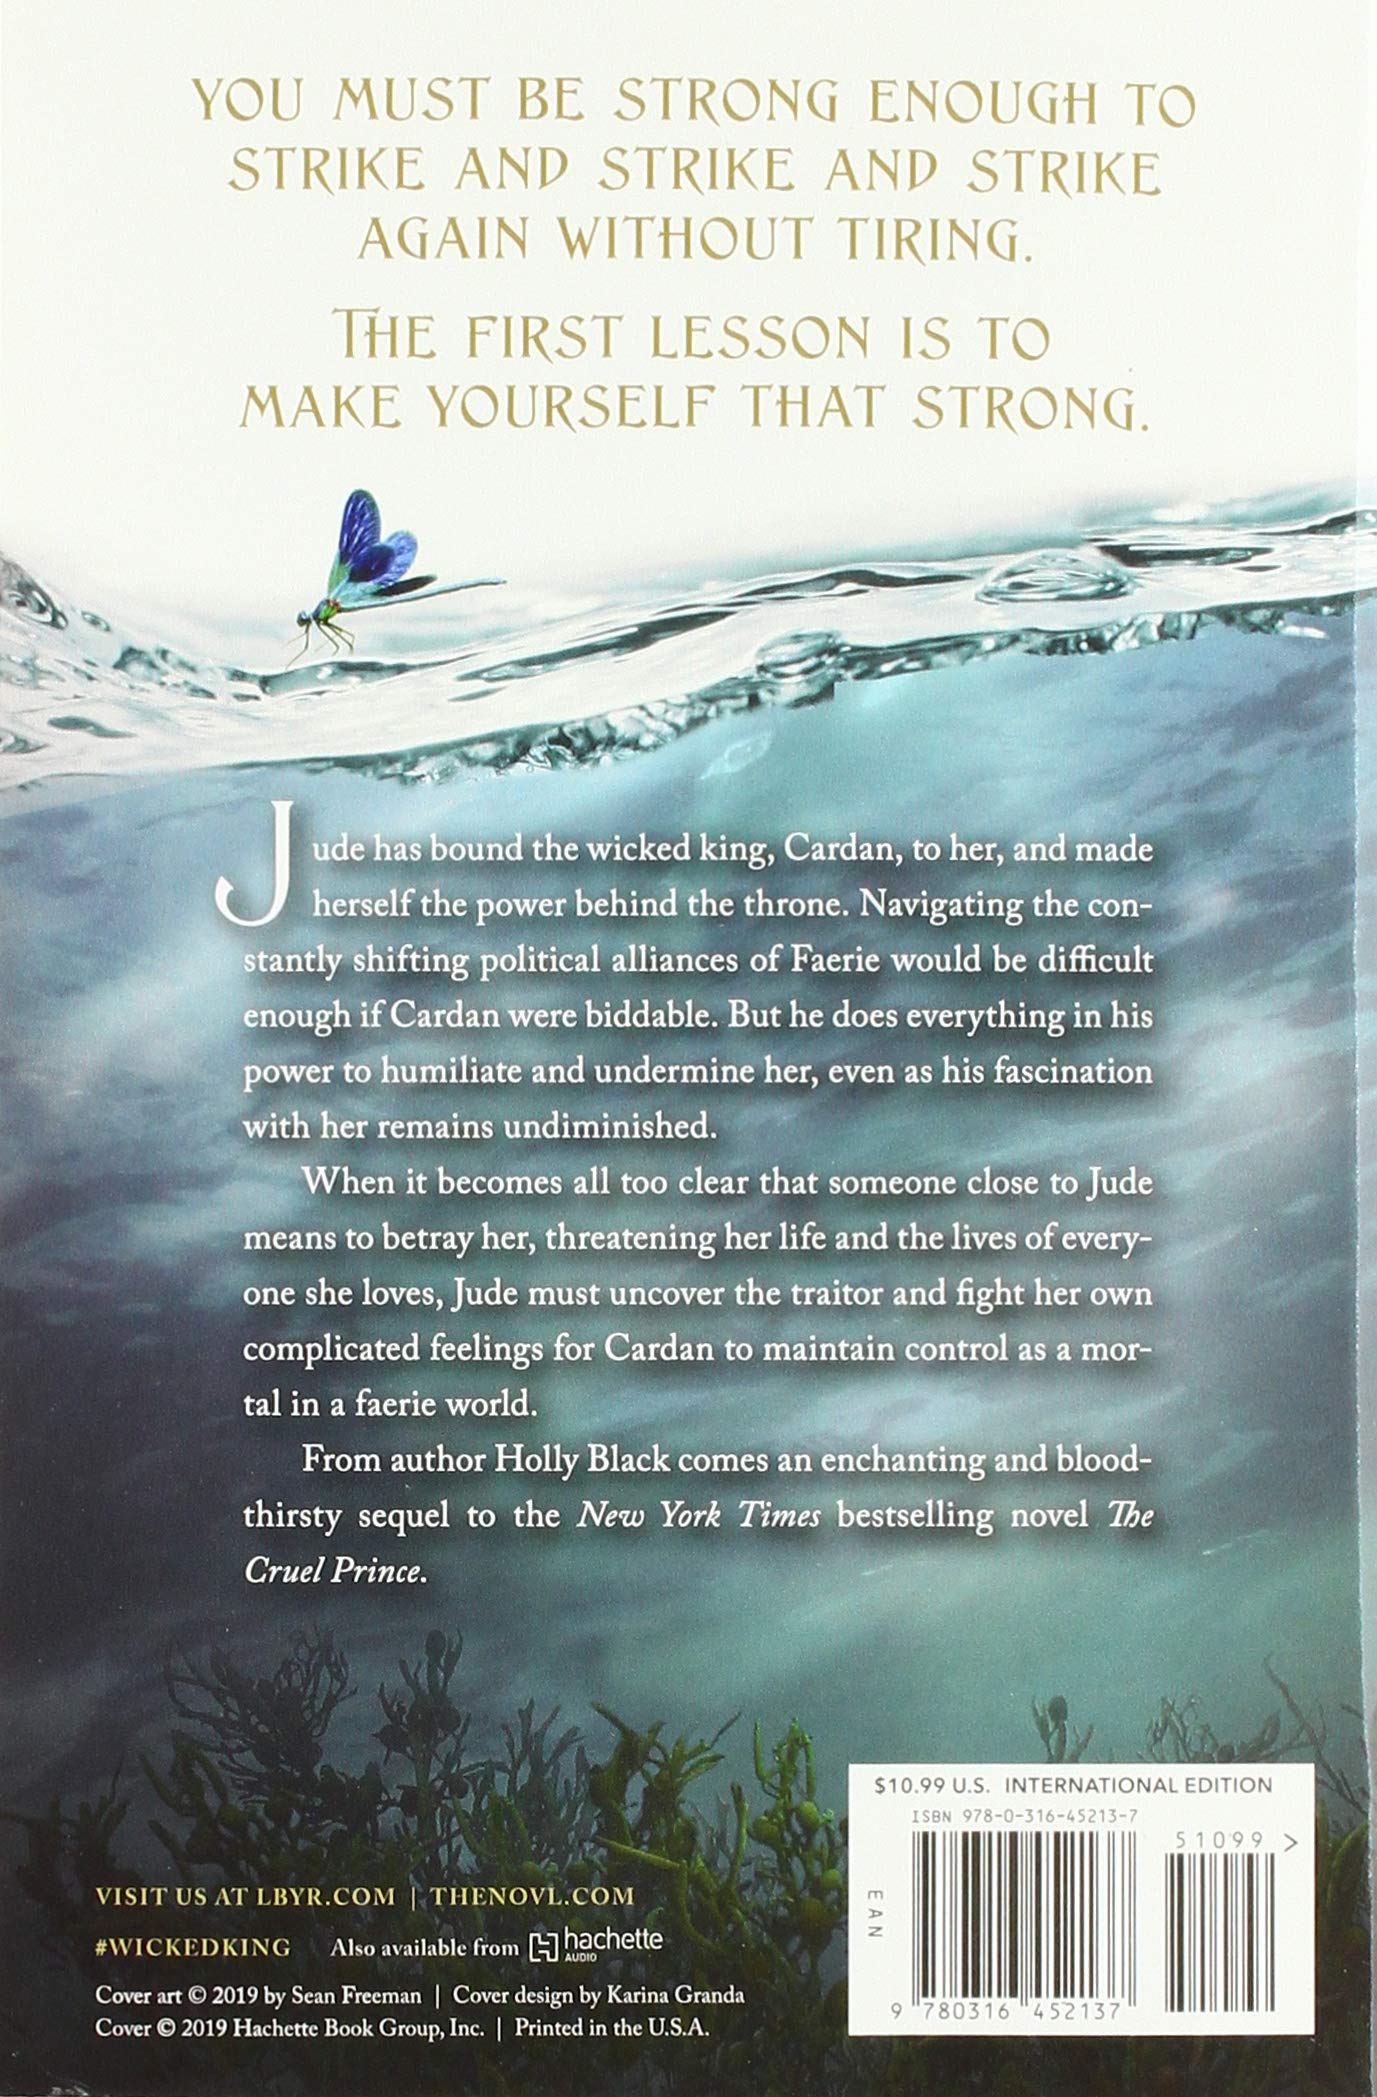 YOU MUST BE STRONG ENOUGH TO
STRIKE AND STRIKE AND STRIKE
AGAIN WITHOUT TIRING.
THE FIRST LESSON IS TO
MAKE YOURSELF THAT STRONG.
Jude has bound the wicked king, Cardan, to her, and made
herself the power behind the throne. Navigating the con-
stantly shifting political alliances of Faerie would be difficult
enough if Cardan were biddable. But he does everything in his
power to humiliate and undermine her, even as his fascination
with her remains undiminished.
When it becomes all too clear that someone close to Jude
means to betray her, threatening her life and the lives of every-
one she loves, Jude must uncover the traitor and fight her own
complicated feelings for Cardan to maintain control as a mor-
tal in a faerie world.
From author Holly Black comes an enchanting and blood-
thirsty sequel to the New York Times bestselling novel The
Cruel Prince.
VISIT US AT LBYR.COM | THENOVL.COM
#WICKEDKING Also available from hachette AUDIO
Cover art © 2019 by Sean Freeman | Cover design by Karina Granda
Cover © 2019 Hachette Book Group, Inc. | Printed in the U.S.A.
$10.99 U.S. INTERNATIONAL EDITION
ISBN 978-0-316-45213-7
51099 >
EAN
9 780316 452137